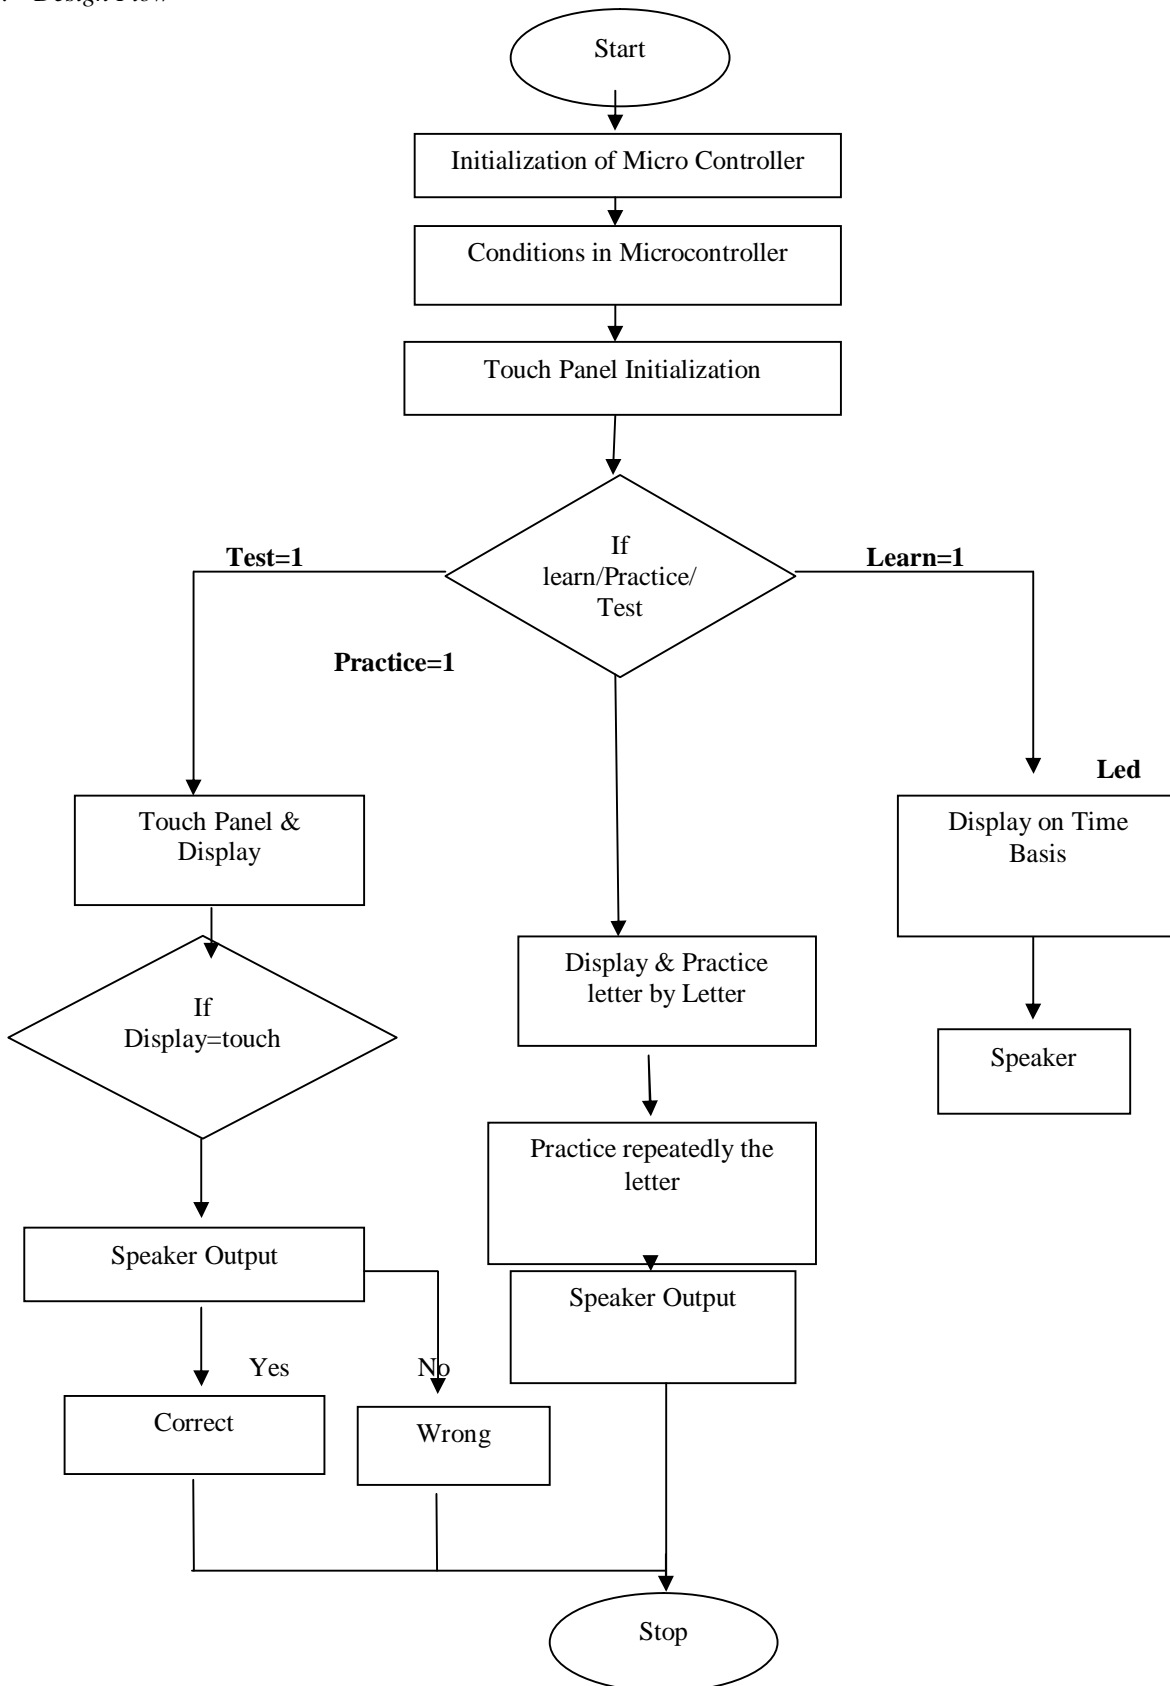 Design Flow
Start
Initialization of Micro Controller
Conditions in Microcontroller
Touch Panel Initialization
If
learn/Practice/
Test
Test=1
Learn=1
Practice=1
Led
Touch Panel &
Display
Display on Time
Basis
Display & Practice
letter by Letter
If
Display=touch
Speaker
Practice repeatedly the
letter
Speaker Output
Speaker Output
Yes
No
Correct
Wrong
Stop